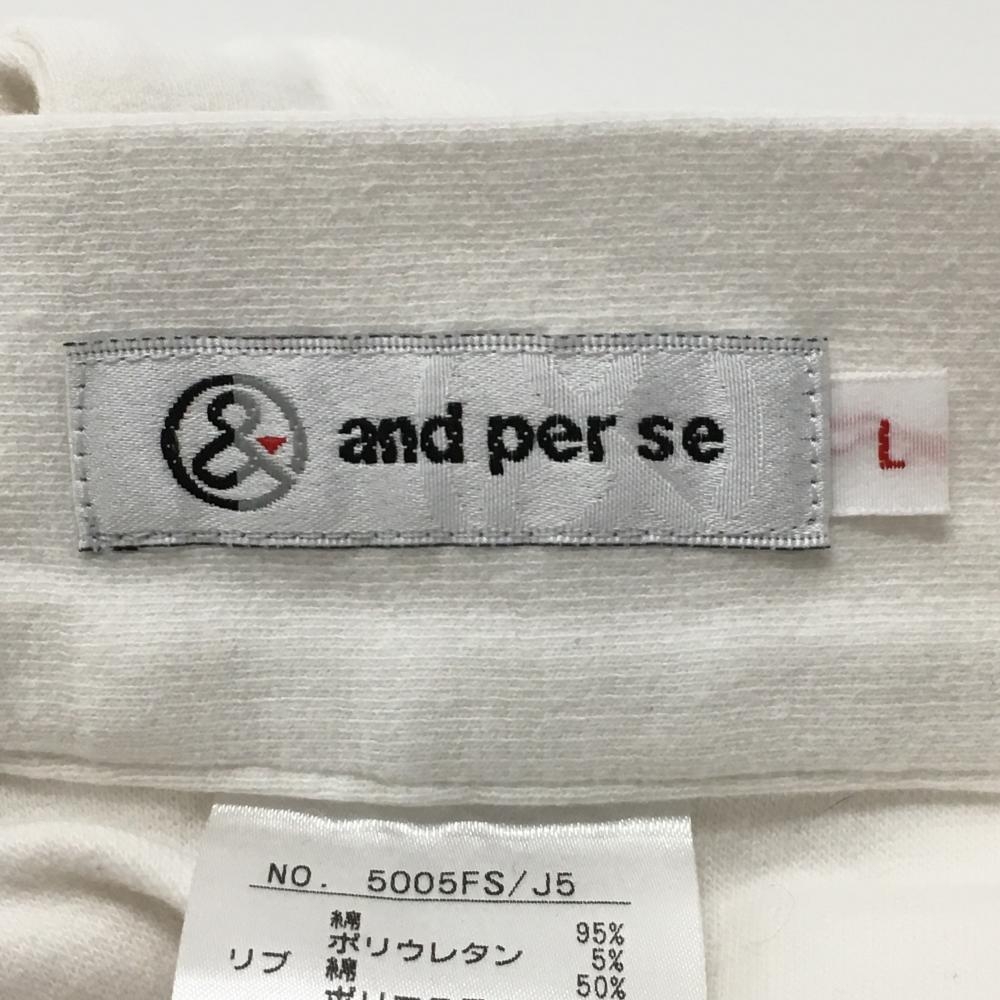 & and per se
L
NO. 5005FS/J5
綿 95%
ポリウレタン 5%
リブ 綿 50%